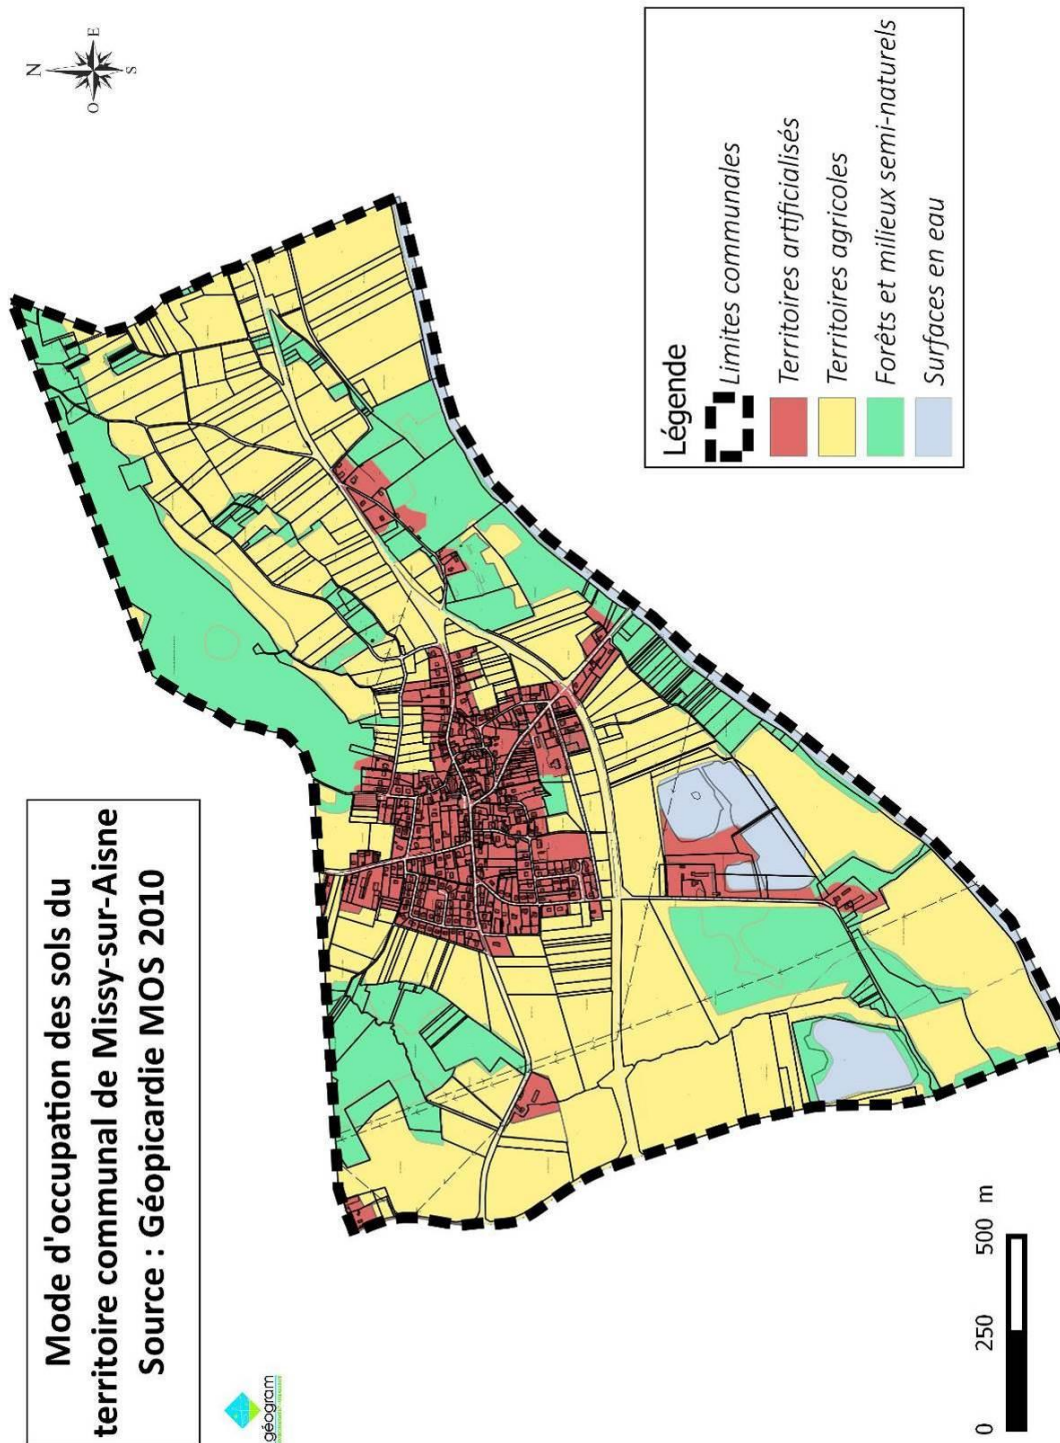 Mode d'occupation des sols du
territoire communal de Missy-sur-Aisne
Source : Géopicardie MOS 2010
N
O E
S
géogram
0 250 500 m
Légende
Limites communales
Territoires artificialisés
Territoires agricoles
Forêts et milieux semi-naturels
Surfaces en eau